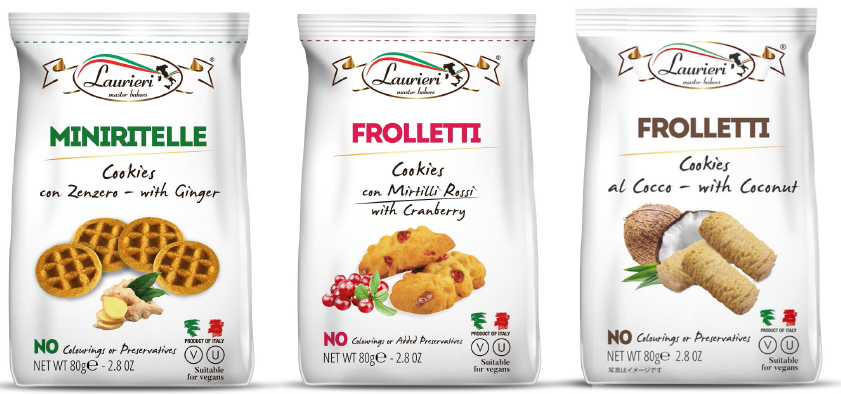 Laurieri®
master bakers
MINIRITELLE
Cookies
con Zenzero – with Ginger
NO Colourings or Preservatives
NET WT 80g℮ - 2.8 OZ
PRODUCT OF ITALY
V U
Suitable
for vegans
Laurieri®
master bakers
FROLLETTI
Cookies
con Mirtilli Rossi
with Cranberry
NO Colourings or Added Preservatives
NET WT 80g℮ - 2.8 OZ
PRODUCT OF ITALY
V U
Suitable
for vegans
Laurieri®
master bakers
FROLLETTI
Cookies
al Cocco – with Coconut
NO Colourings or Preservatives
NET WT 80g℮ 2.8 OZ
写真はイメージです
PRODUCT OF ITALY
V U
Suitable
for vegans